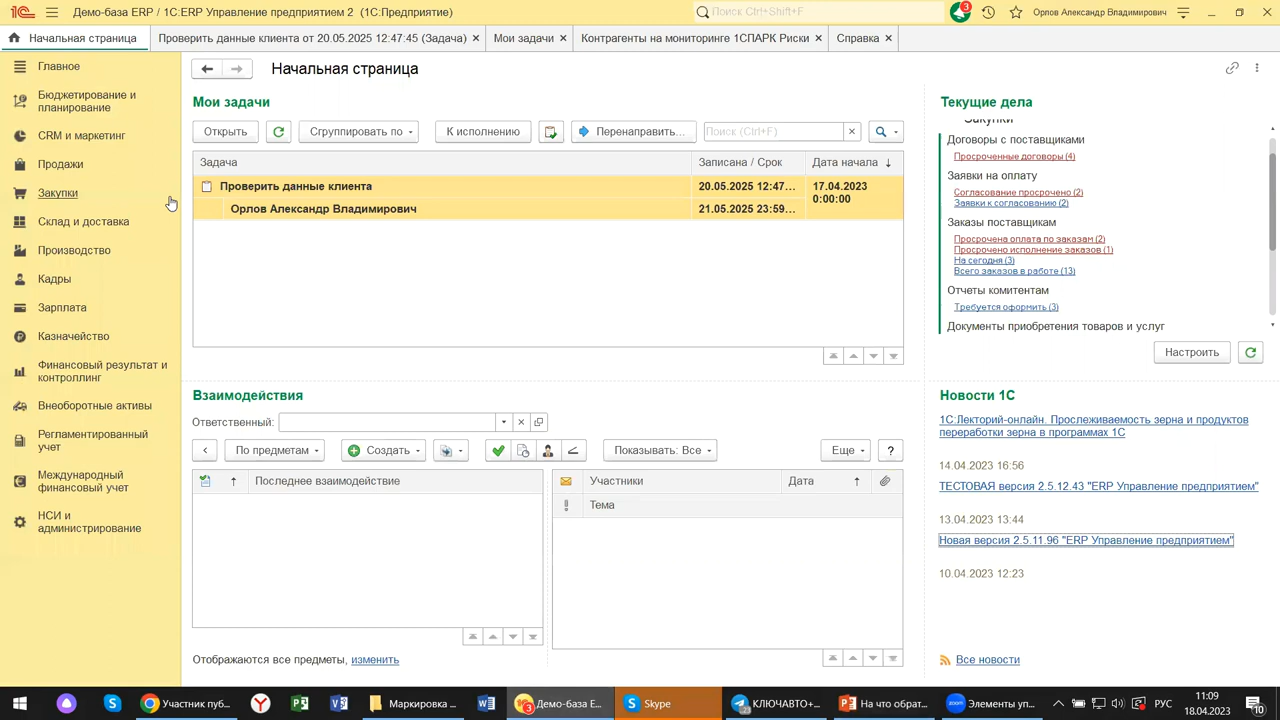 Демо-база ERP / 1С:ERP Управление предприятием 2 (1С:Предприятие)
Поиск Ctrl+Shift+F
3
Орлов Александр Владимирович
Начальная страница
Проверить данные клиента от 20.05.2025 12:47:45 (Задача)
Мои задачи
Контрагенты на мониторинге 1СПАРК Риски
Справка
Главное
Бюджетирование и
планирование
CRM и маркетинг
Продажи
Закупки
Склад и доставка
Производство
Кадры
Зарплата
Казначейство
Финансовый результат и
контроллинг
Внеоборотные активы
Регламентированный
учет
Международный
финансовый учет
НСИ и
администрирование
Начальная страница
Мои задачи
Открыть
Сгруппировать по
К исполнению
Перенаправить...
Поиск (Ctrl+F)
Задача
Записана / Срок
Дата начала
Проверить данные клиента
20.05.2025 12:47...
17.04.2023
0:00:00
Орлов Александр Владимирович
21.05.2025 23:59...
Взаимодействия
Ответственный:
По предметам
Создать
Показывать: Все
Еще
?
Последнее взаимодействие
Участники
Дата
Тема
Отображаются все предметы, изменить
Текущие дела
Закупки
Договоры с поставщиками
Просроченные договоры (4)
Заявки на оплату
Согласование просрочено (2)
Заявки к согласованию (2)
Заказы поставщикам
Просрочена оплата по заказам (2)
Просрочено исполнение заказов (1)
На сегодня (3)
Всего заказов в работе (13)
Отчеты комитентам
Требуется оформить (3)
Документы приобретения товаров и услуг
Настроить
Новости 1С
1С:Лекторий-онлайн. Прослеживаемость зерна и продуктов
переработки зерна в программах 1С
14.04.2023 16:56
ТЕСТОВАЯ версия 2.5.12.43 "ERP Управление предприятием"
13.04.2023 13:44
Новая версия 2.5.11.96 "ERP Управление предприятием"
10.04.2023 12:23
Все новости
Участник пуб...
Маркировка ...
Демо-база E...
Skype
КЛЮЧАВТО+...
На что обрат...
Элементы уп...
РУС
11:09
18.04.2023